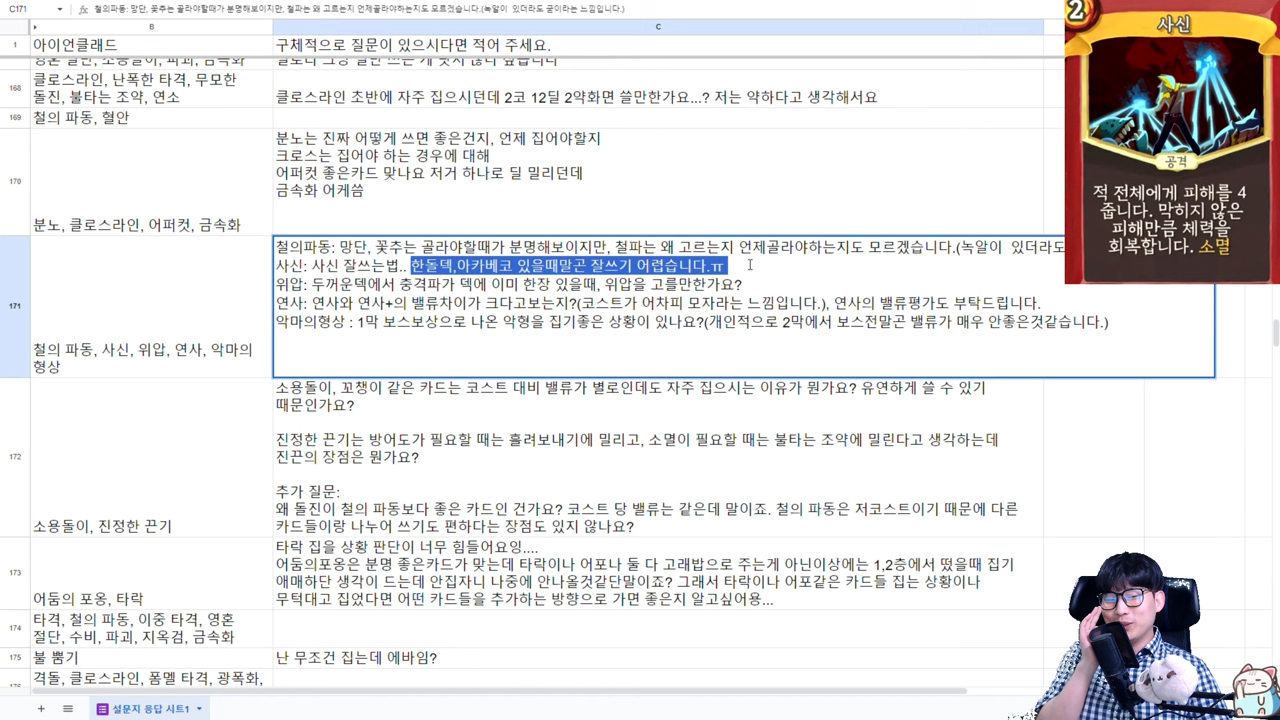 C171
철의파동: 망단, 꽃추는 골라야할때가 분명해보이지만, 철파는 왜 고르는지 언제골라야하는지도 모르겠습니다.(녹알이 있더라도 굳이라는 느낌입니다.)
B
C
1
아이언클래드
구체적으로 질문이 있으시다면 적어 주세요.
168
클로스라인, 난폭한 타격, 무모한
돌진, 불타는 조약, 연소
클로스라인 초반에 자주 집으시던데 2코 12딜 2약화면 쓸만한가요...? 저는 약하다고 생각해서요
169
철의 파동, 혈안
170
분노, 클로스라인, 어퍼컷, 금속화
분노는 진짜 어떻게 쓰면 좋은건지, 언제 집어야할지
크로스는 집어야 하는 경우에 대해
어퍼컷 좋은카드 맞나요 저거 하나로 딜 밀리던데
금속화 어케씀
171
철의 파동, 사신, 위압, 연사, 악마의
형상
철의파동: 망단, 꽃추는 골라야할때가 분명해보이지만, 철파는 왜 고르는지 언제골라야하는지도 모르겠습니다.(녹알이 있더라도
사신: 사신 잘쓰는법.. 한돌덱,아카베코 있을때말곤 잘쓰기 어렵습니다.ㅠ
위압: 두꺼운덱에서 충격파가 덱에 이미 한장 있을때, 위압을 고를만한가요?
연사: 연사와 연사+의 밸류차이가 크다고보는지?(코스트가 어차피 모자라는 느낌입니다.), 연사의 밸류평가도 부탁드립니다.
악마의형상 : 1막 보스보상으로 나온 악형을 집기좋은 상황이 있나요?(개인적으로 2막에서 보스전말곤 밸류가 매우 안좋은것같습니다.)
172
소용돌이, 진정한 끈기
소용돌이, 꼬챙이 같은 카드는 코스트 대비 밸류가 별로인데도 자주 집으시는 이유가 뭔가요? 유연하게 쓸 수 있기
때문인가요?
진정한 끈기는 방어도가 필요할 때는 흘려보내기에 밀리고, 소멸이 필요할 때는 불타는 조약에 밀린다고 생각하는데
진끈의 장점은 뭔가요?
추가 질문:
왜 돌진이 철의 파동보다 좋은 카드인 건가요? 코스트 당 밸류는 같은데 말이죠. 철의 파동은 저코스트이기 때문에 다른
카드들이랑 나누어 쓰기도 편하다는 장점도 있지 않나요?
173
어둠의 포옹, 타락
타락 집을 상황 판단이 너무 힘들어요잉....
어둠의포옹은 분명 좋은카드가 맞는데 타락이나 어포나 둘 다 고래밥으로 주는게 아닌이상에는 1,2층에서 떴을때 집기
애매하단 생각이 드는데 안집자니 나중에 안나올것같단말이죠? 그래서 타락이나 어포같은 카드들 집는 상황이나
무턱대고 집었다면 어떤 카드들을 추가하는 방향으로 가면 좋은지 알고싶어용...
174
타격, 철의 파동, 이중 타격, 영혼
절단, 수비, 파괴, 지옥검, 금속화
175
불 뿜기
난 무조건 집는데 에바임?
격돌, 클로스라인, 폼멜 타격, 광폭화,
설문지 응답 시트1
2
사신
공격
적 전체에게 피해를 4
줍니다. 막히지 않은
피해만큼 체력을
회복합니다. 소멸